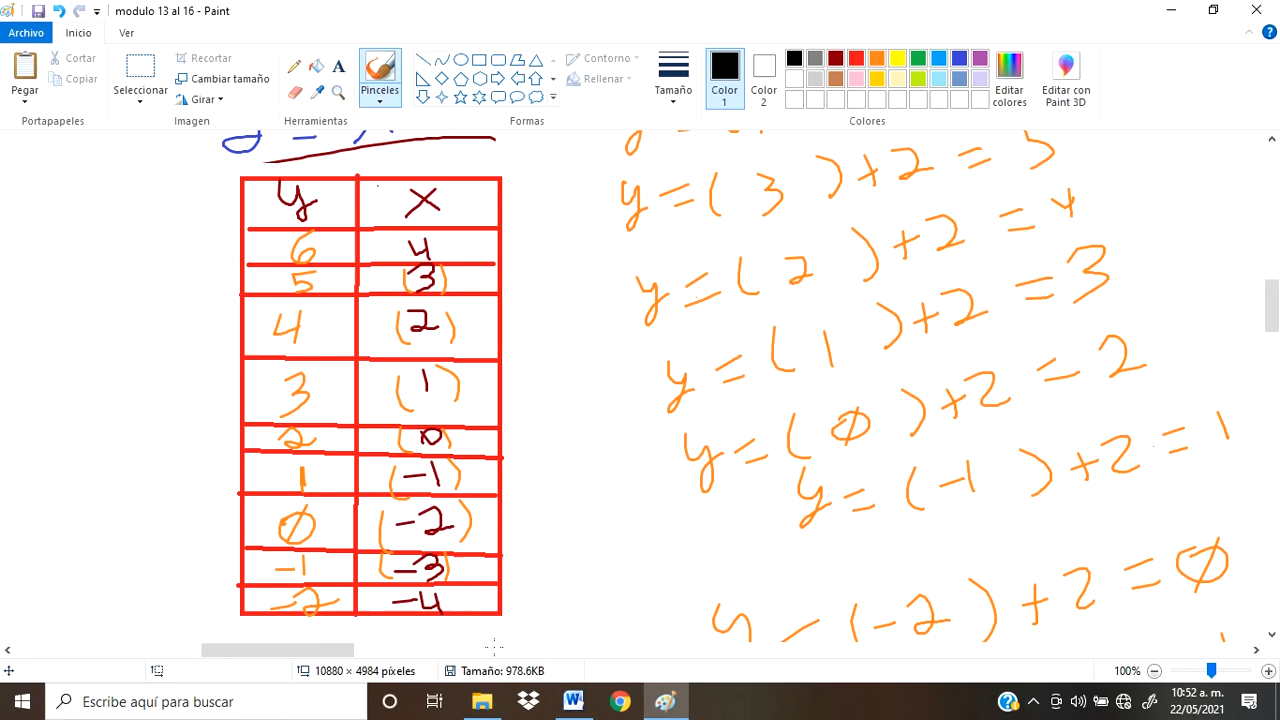 modulo 13 al 16 - Paint
Archivo Inicio Ver
Pegar
Cortar
Copiar
Portapapeles
Seleccionar
Recortar
Cambiar tamaño
Girar
Imagen
A
Herramientas
Pinceles
Contorno
Rellenar
Formas
Tamaño
Color 1
Color 2
Editar colores
Editar con Paint 3D
Colores
y x
6 4
5 (3)
4 (2)
3 (1)
2 (0)
1 (-1)
0 (-2)
-1 (-3)
-2 -4
y = (3) + 2 = 5
y = (2) + 2 = 4
y = (1) + 2 = 3
y = (0) + 2 = 2
y = (-1) + 2 = 1
y = (-2) + 2 = 0
10880 × 4984 píxeles
Tamaño: 978.6KB
100%
Escribe aquí para buscar
10:52 a. m.
22/05/2021